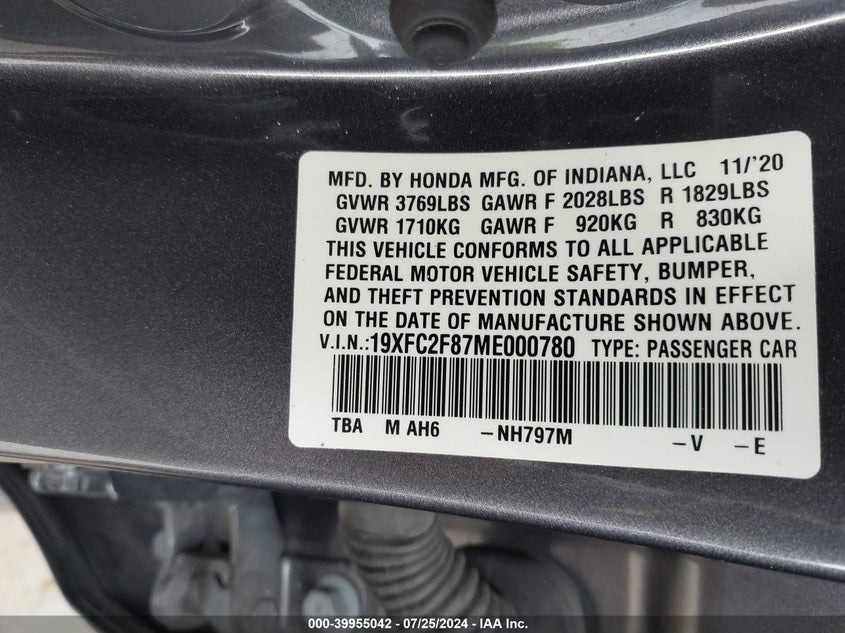 MFD. BY HONDA MFG. OF INDIANA, LLC 11/'20
GVWR 3769LBS GAWR F 2028LBS R 1829LBS
GVWR 1710KG GAWR F 920KG R 830KG
THIS VEHICLE CONFORMS TO ALL APPLICABLE
FEDERAL MOTOR VEHICLE SAFETY, BUMPER,
AND THEFT PREVENTION STANDARDS IN EFFECT
ON THE DATE OF MANUFACTURE SHOWN ABOVE.
V.I.N.:19XFC2F87ME000780 TYPE: PASSENGER CAR
TBA M AH6 -NH797M -V -E
000-39955042 / 07/25/2024 - IAA Inc.